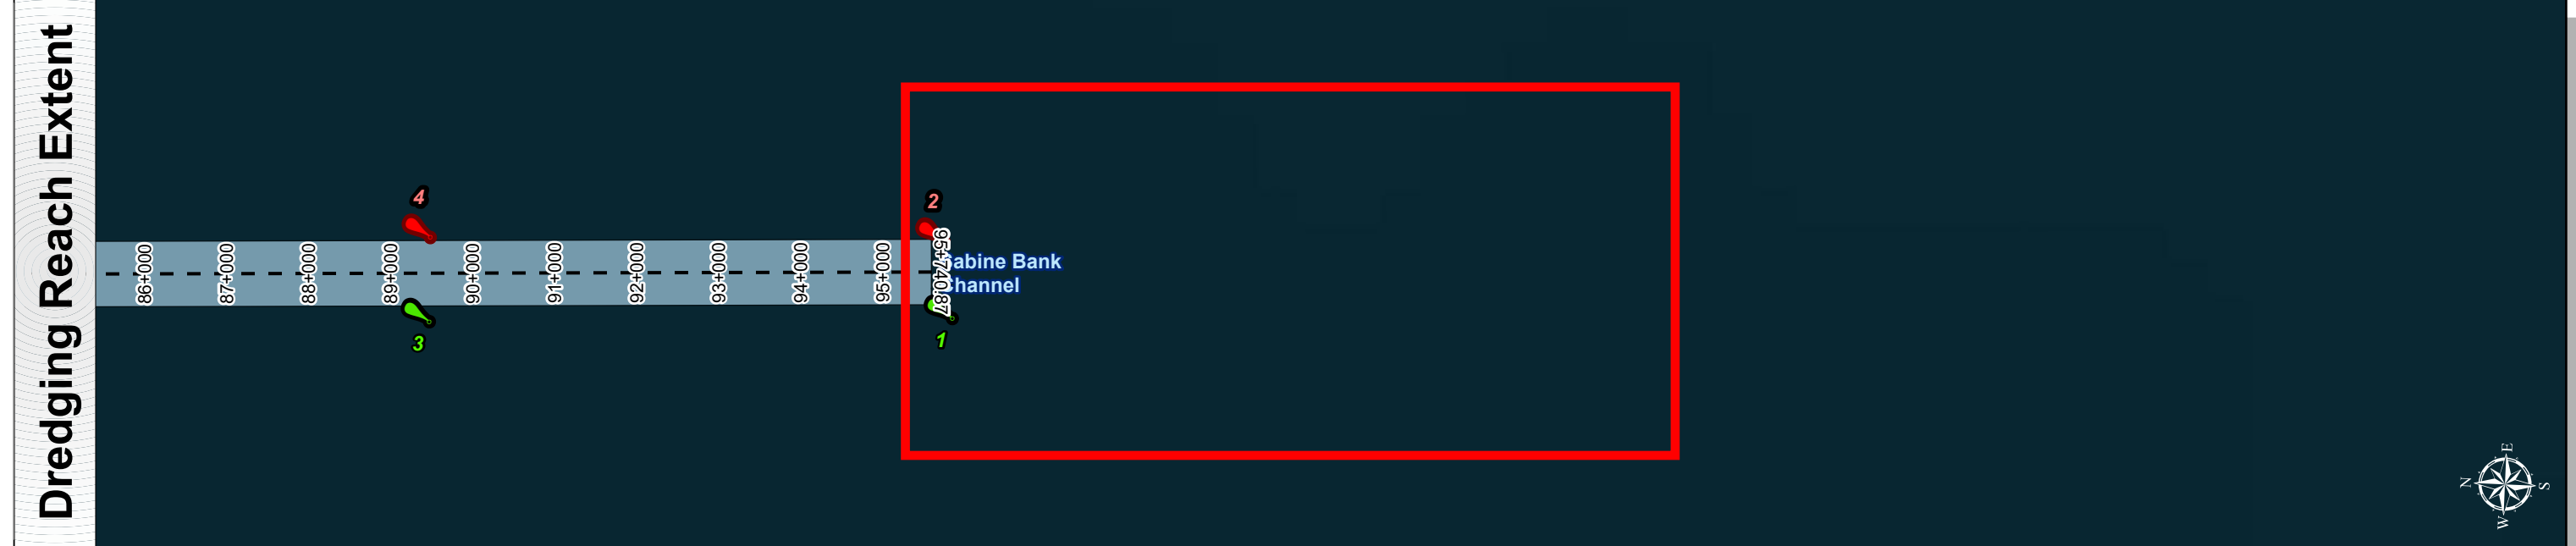 Dredging Reach Extent
4
2
86+000
87+000
88+000
89+000
90+000
91+000
92+000
93+000
94+000
95+000
95+740.87
Sabine Bank
Channel
3
1
N
E
S
W